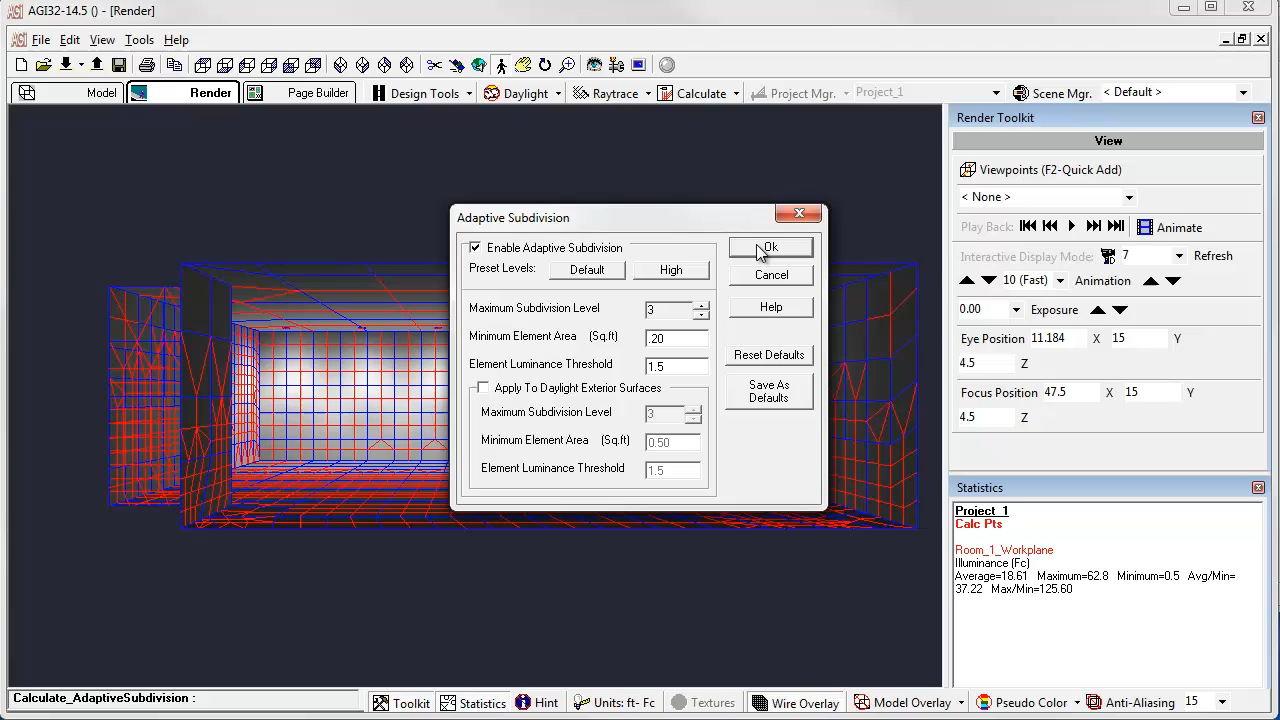 AGI32-14.5 () - [Render]
File Edit View Tools Help
Model Render Page Builder Design Tools Daylight Raytrace Calculate Project Mgr. Project_1 Scene Mgr. < Default >
Render Toolkit
View
Viewpoints (F2-Quick Add)
< None >
Play Back: Animate
Interactive Display Mode: 7 Refresh
10 (Fast) Animation
0.00 Exposure
Eye Position 11.184 X 15 Y
4.5 Z
Focus Position 47.5 X 15 Y
4.5 Z
Adaptive Subdivision
Enable Adaptive Subdivision
Preset Levels: Default High
Maximum Subdivision Level 3
Minimum Element Area (Sq.ft) .20
Element Luminance Threshold 1.5
Apply To Daylight Exterior Surfaces
Maximum Subdivision Level 3
Minimum Element Area (Sq.ft) 0.50
Element Luminance Threshold 1.5
Ok
Cancel
Help
Reset Defaults
Save As
Defaults
Statistics
Project_1
Calc Pts
Room_1_Workplane
Illuminance (Fc)
Average=18.61 Maximum=62.8 Minimum=0.5 Avg/Min=
37.22 Max/Min=125.60
Calculate_AdaptiveSubdivision :
Toolkit Statistics Hint Units: ft- Fc Textures Wire Overlay Model Overlay Pseudo Color Anti-Aliasing 15